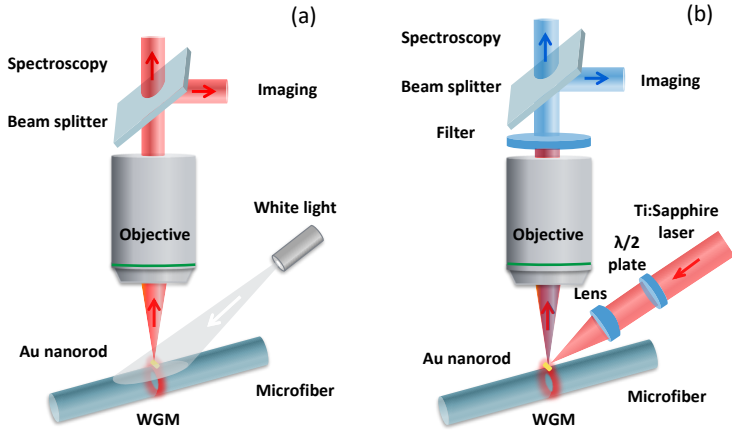 (a)
Spectroscopy
Imaging
Beam splitter
White light
Objective
Au nanorod
Microfiber
WGM
(b)
Spectroscopy
Imaging
Beam splitter
Filter
Ti:Sapphire
laser
Objective
λ/2
plate
Lens
Au nanorod
Microfiber
WGM